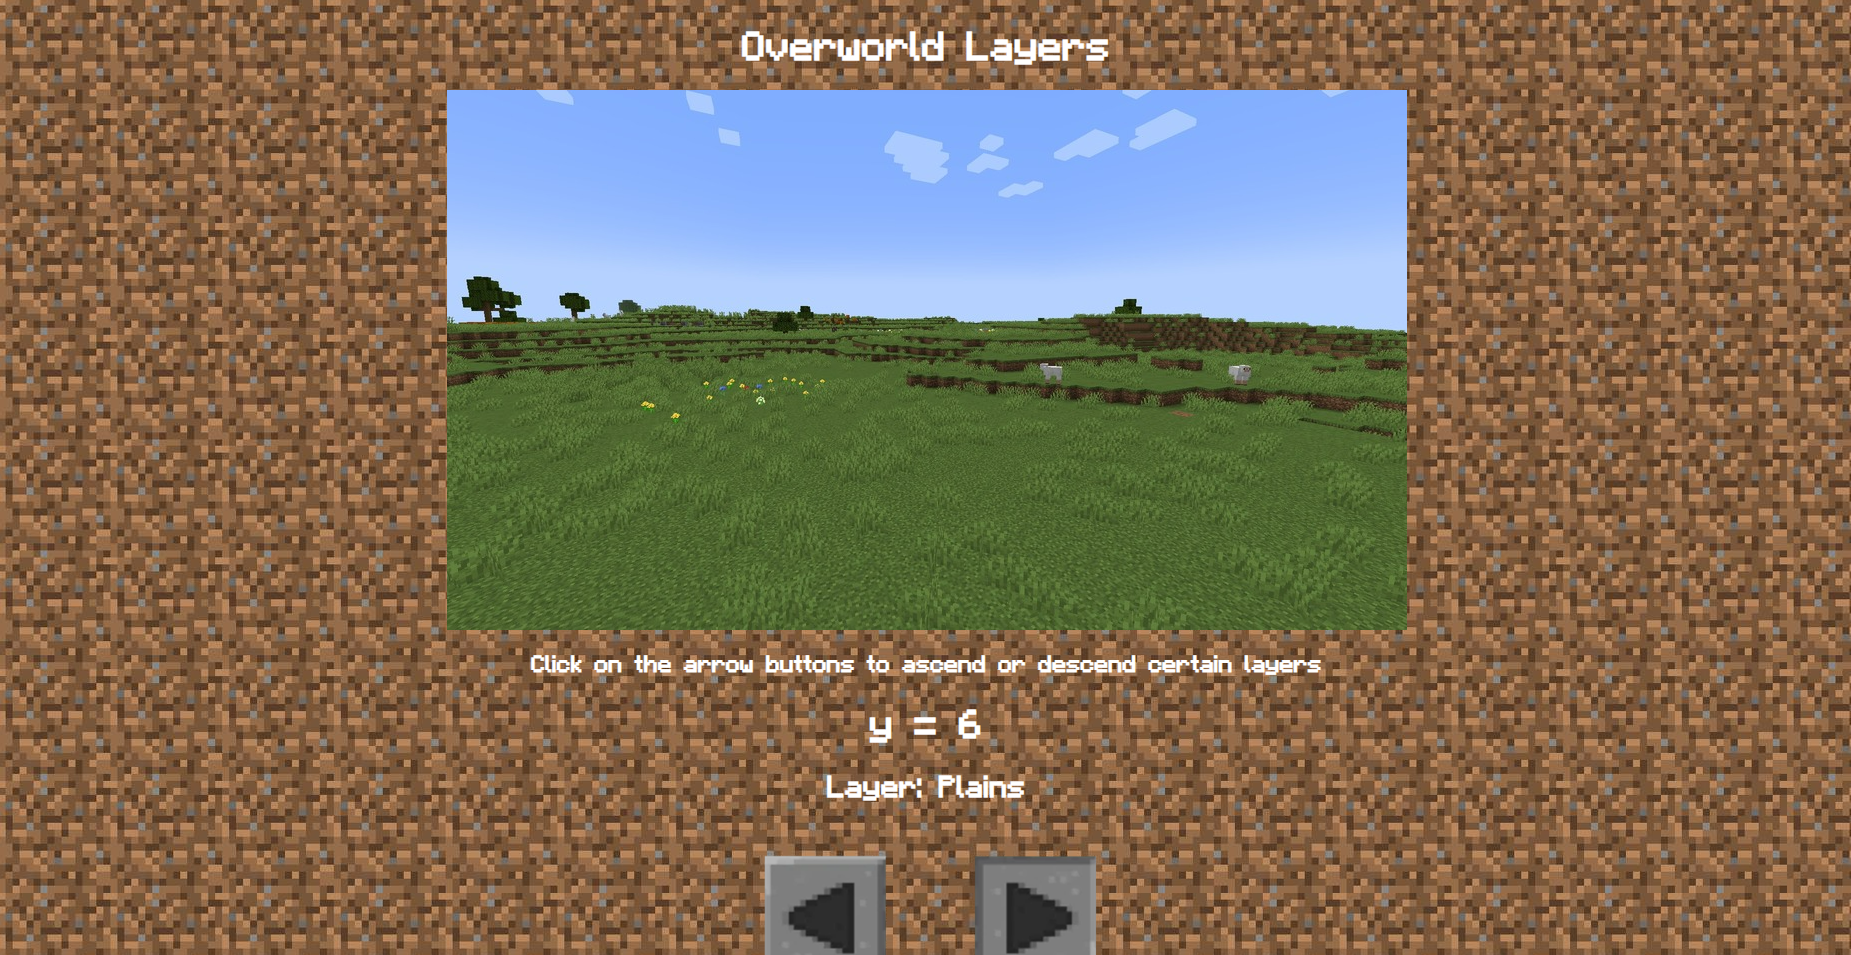 Overworld Layers
Click on the arrow buttons to ascend or descend certain layers
y = 6
Layer: Plains